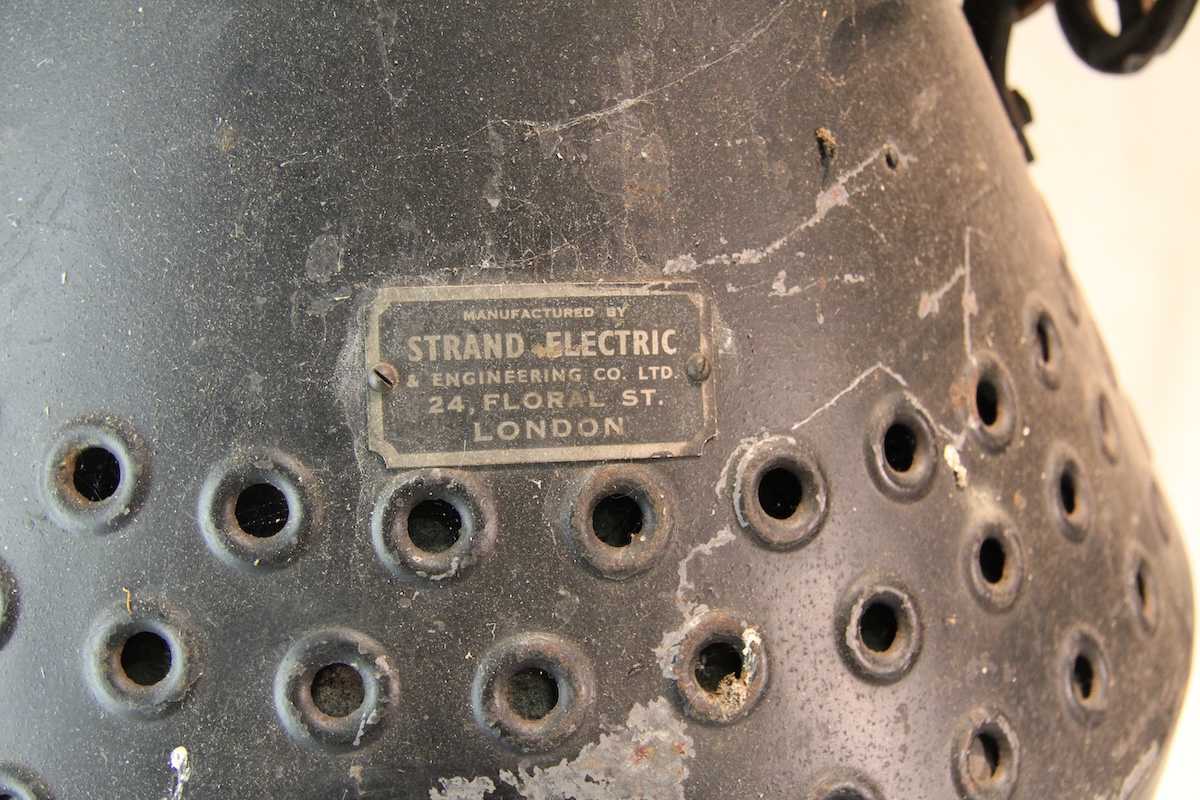 MANUFACTURED BY
STRAND ELECTRIC
& ENGINEERING CO. LTD.
24, FLORAL ST.
LONDON